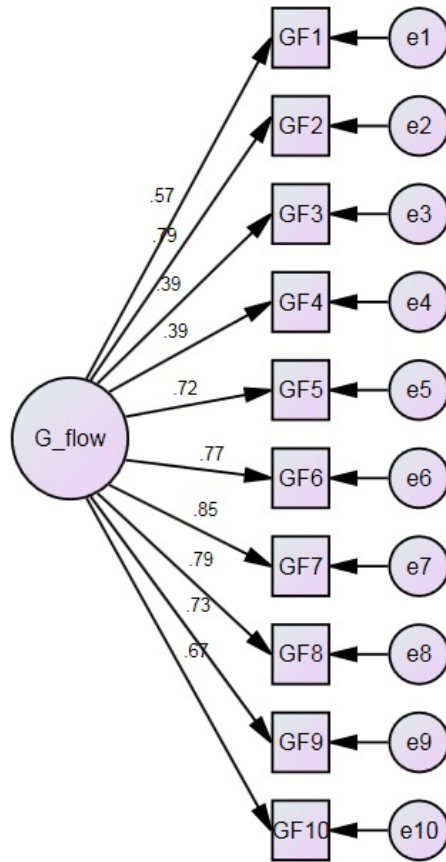 GF1 e1
GF2 e2
.57
.79
GF3 e3
.39
GF4 e4
.39
GF5 e5
.72
G_flow
.77
GF6 e6
.85
GF7 e7
.79
GF8 e8
.73
.67
GF9 e9
GF10 e10